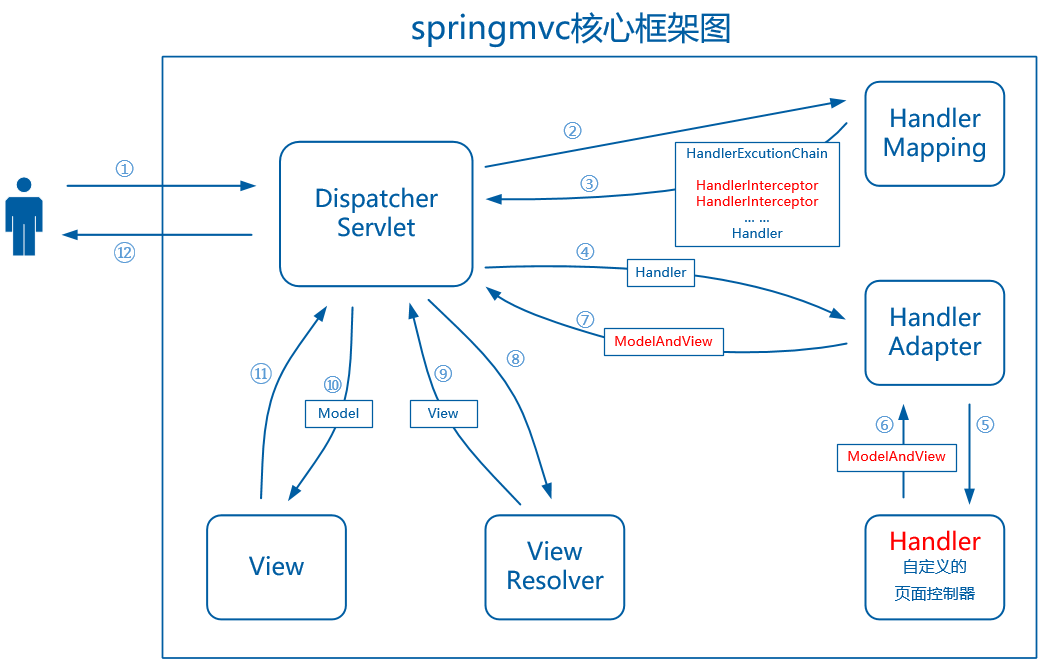 springmvc核心框架图
①
②
③
HandlerExcutionChain
HandlerInterceptor
HandlerInterceptor
... ...
Handler
Handler
Mapping
Dispatcher
Servlet
⑫
④
Handler
⑦
ModelAndView
Handler
Adapter
⑪
⑩
Model
⑨
View
⑧
⑥
⑤
ModelAndView
View
View
Resolver
Handler
自定义的
页面控制器